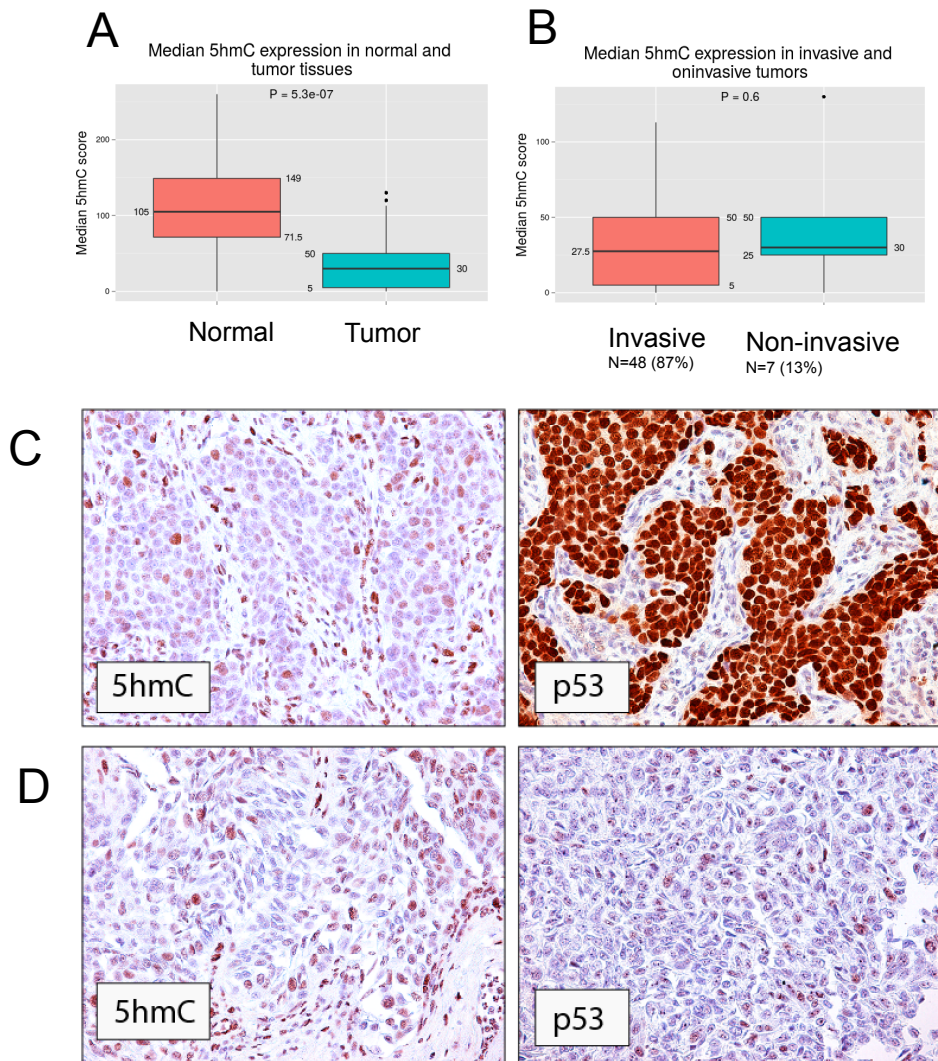 A
Median 5hmC expression in normal and
tumor tissues
P = 5.3e-07
Median 5hmC score
200
100
0
149
105
71.5
50
30
5
Normal
Tumor
B
Median 5hmC expression in invasive and
oninvasive tumors
P = 0.6
Median 5hmC score
100
50
0
50
50
27.5
30
25
5
Invasive
N=48 (87%)
Non-invasive
N=7 (13%)
C
5hmC
p53
D
5hmC
p53